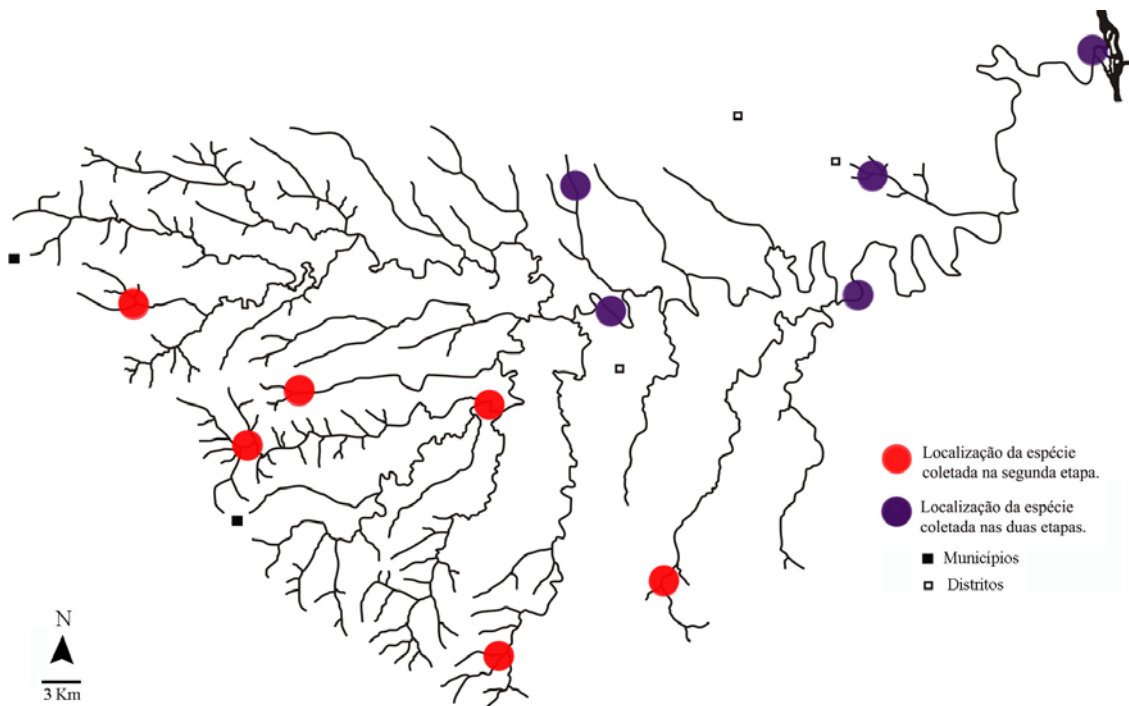 Localização da espécie
coletada na segunda etapa.
Localização da espécie
coletada nas duas etapas.
Municípios
Distritos
N
3 Km